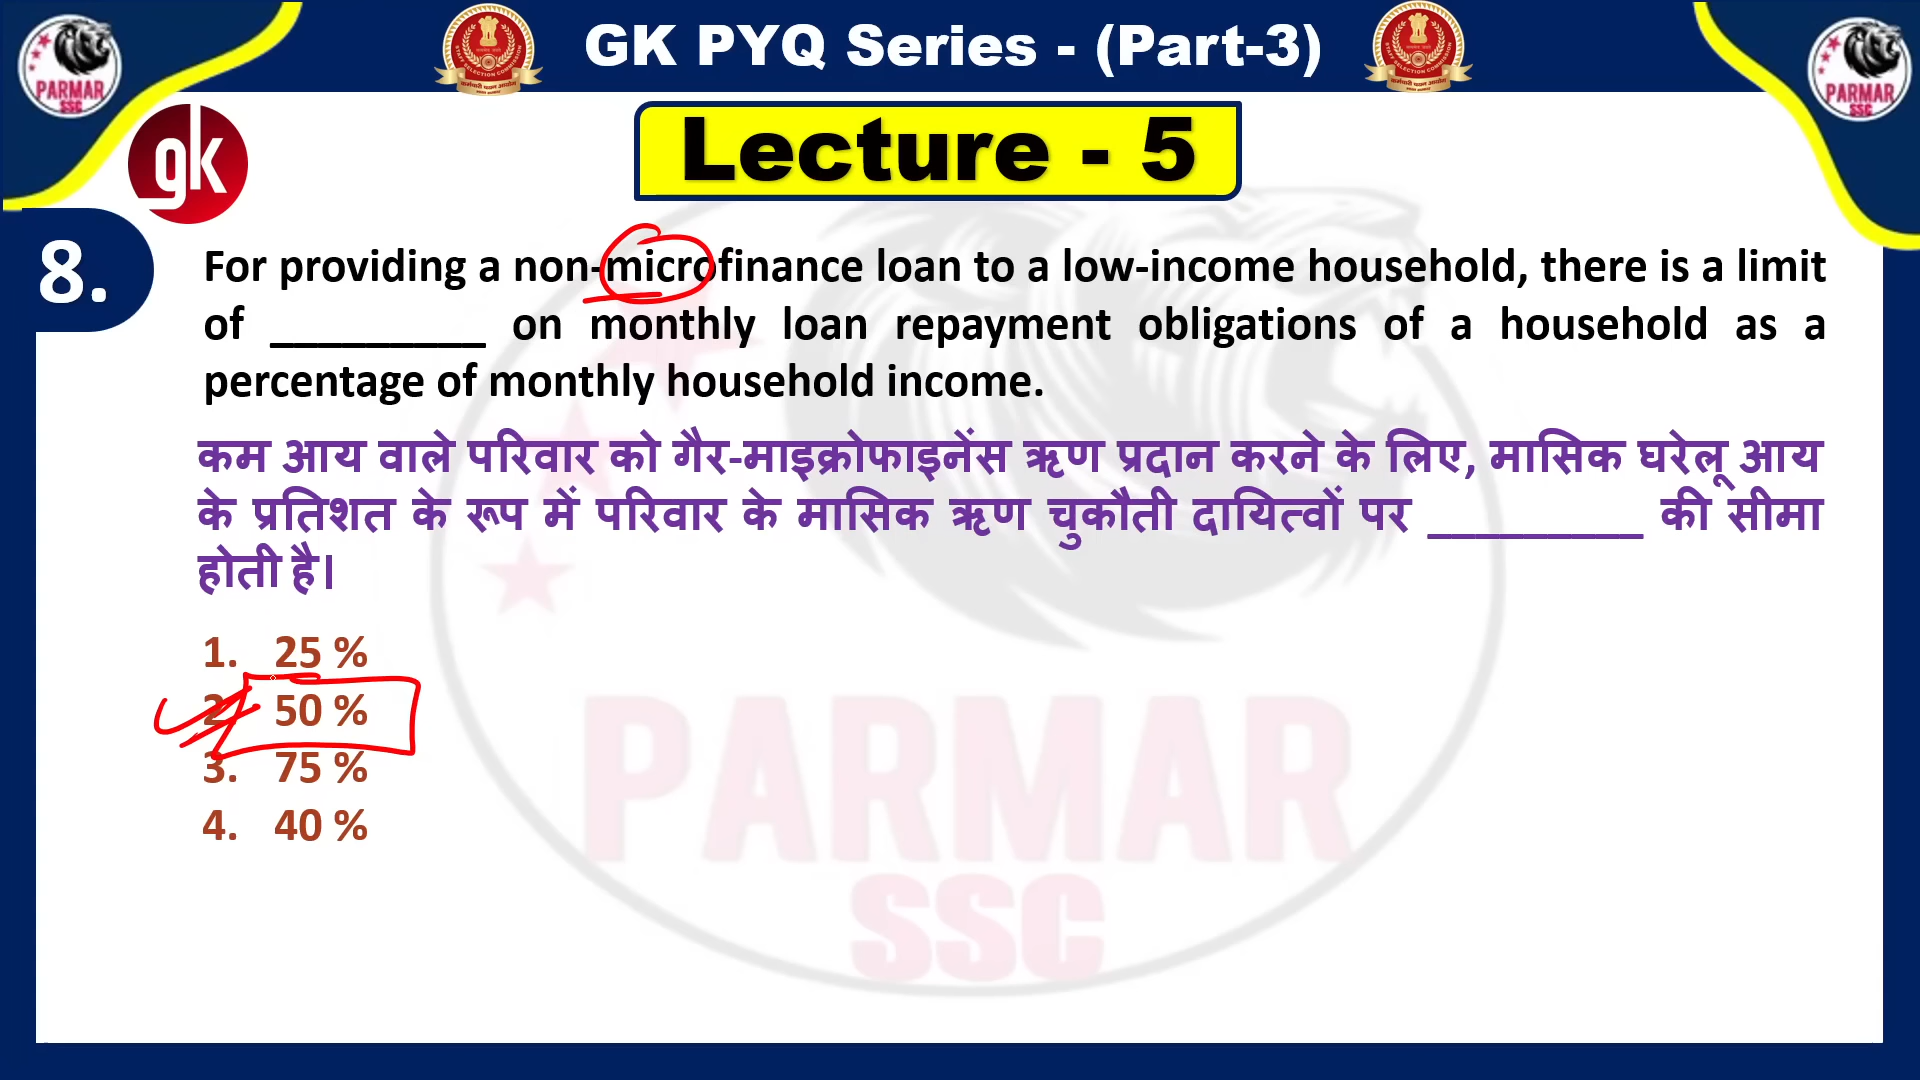 GK PYQ Series - (Part-3)
PARMAR
SSC
PARMAR
SSC
gk
Lecture - 5
8.
For providing a non-microfinance loan to a low-income household, there is a limit
of _________ on monthly loan repayment obligations of a household as a
percentage of monthly household income.
कम आय वाले परिवार को गैर-माइक्रोफाइनेंस ऋण प्रदान करने के लिए, मासिक घरेलू आय
के प्रतिशत के रूप में परिवार के मासिक ऋण चुकौती दायित्वों पर _________ की सीमा
होती है।
1. 25 %
2. 50 %
3. 75 %
4. 40 %
PARMAR
SSC